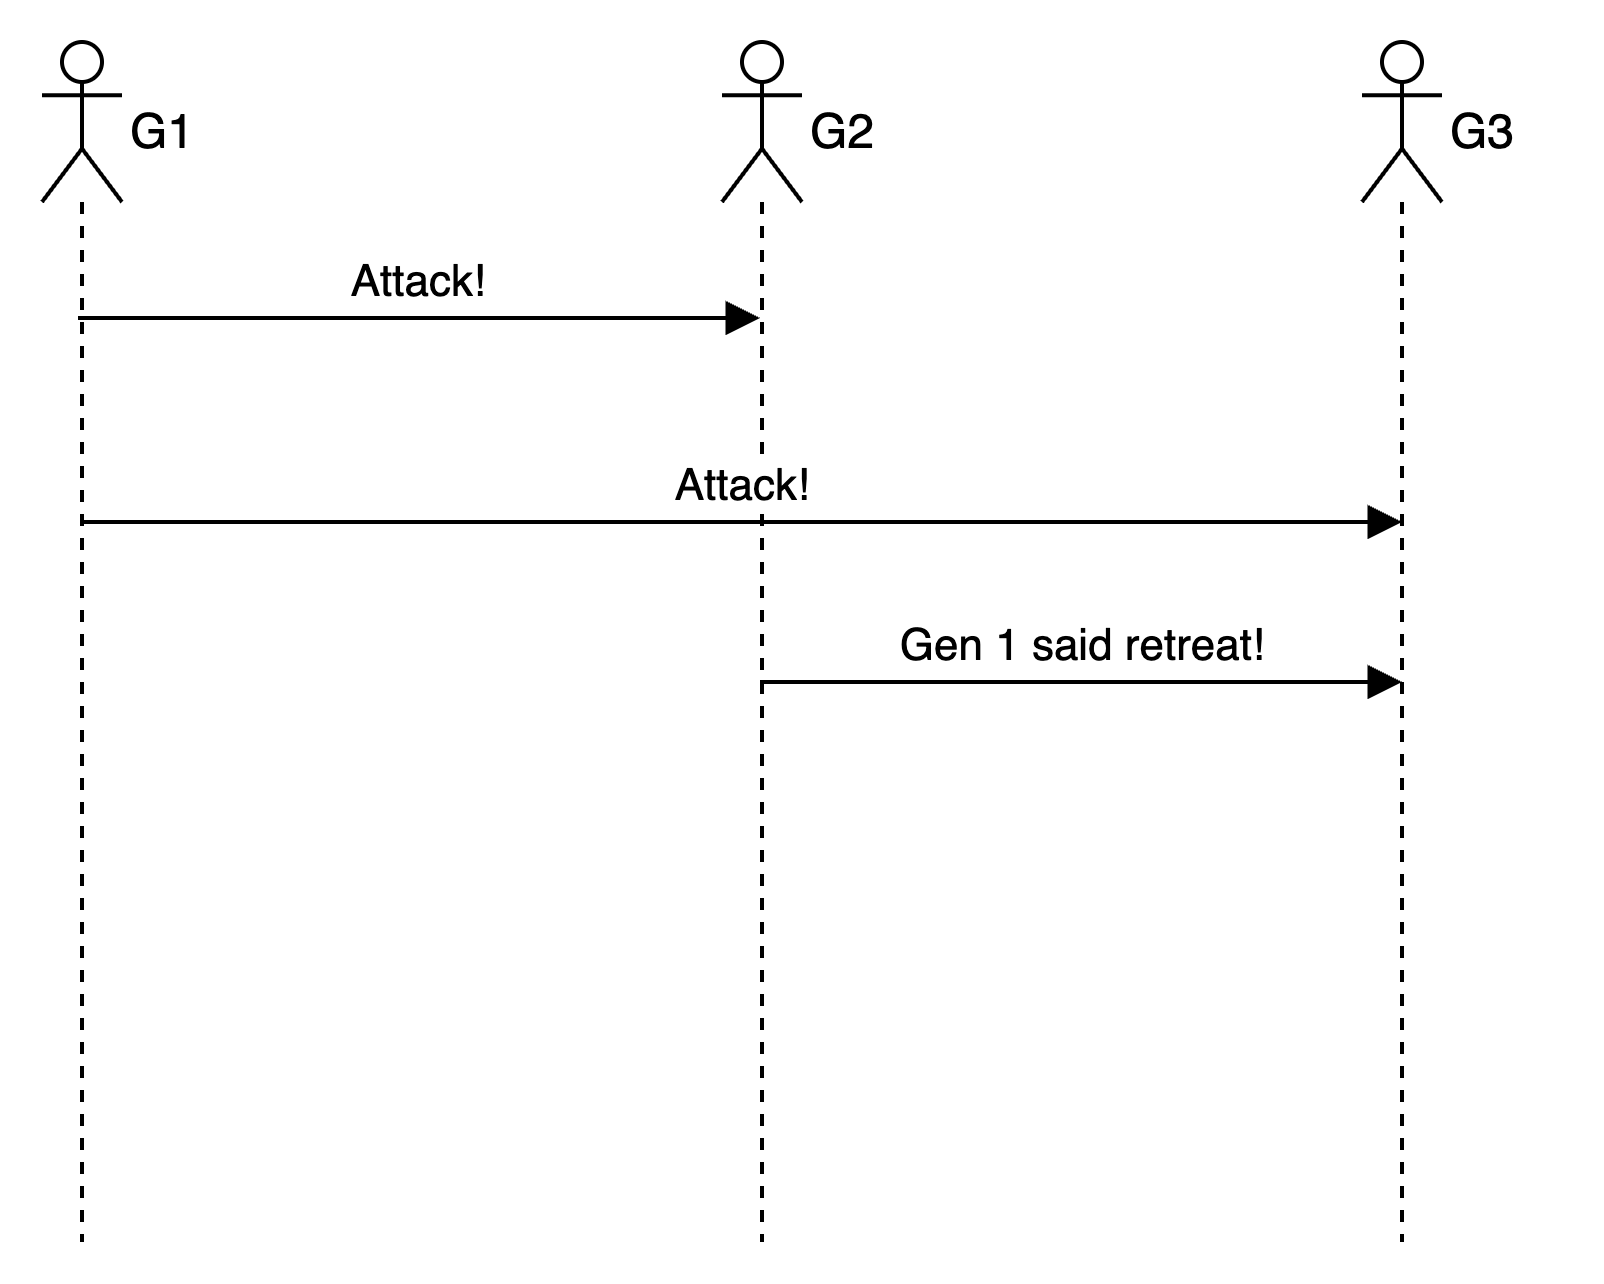 G1
G2
G3
Attack!
Attack!
Gen 1 said retreat!